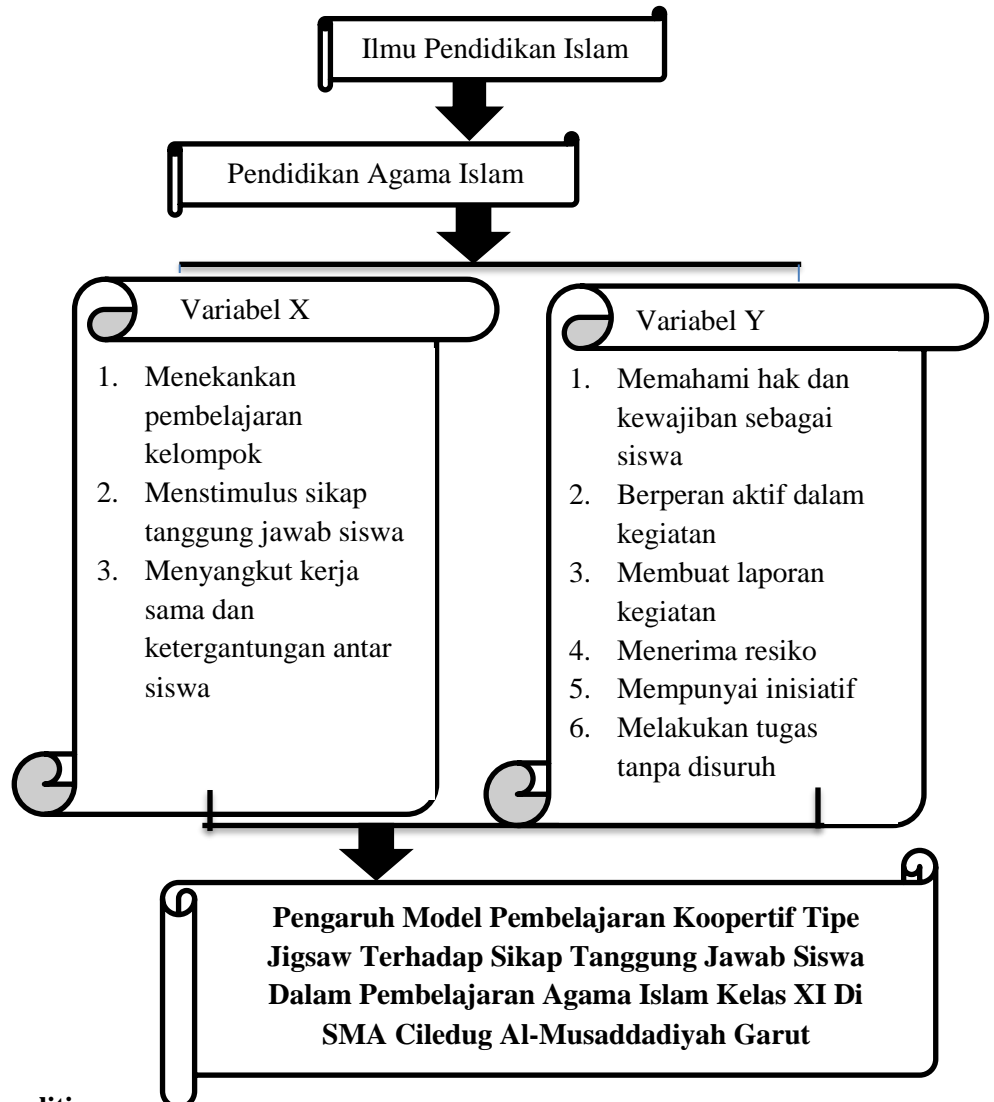 Ilmu Pendidikan Islam
Pendidikan Agama Islam
Variabel X
1. Menekankan
pembelajaran
kelompok
2. Menstimulus sikap
tanggung jawab siswa
3. Menyangkut kerja
sama dan
ketergantungan antar
siswa
Variabel Y
1. Memahami hak dan
kewajiban sebagai
siswa
2. Berperan aktif dalam
kegiatan
3. Membuat laporan
kegiatan
4. Menerima resiko
5. Mempunyai inisiatif
6. Melakukan tugas
tanpa disuruh
Pengaruh Model Pembelajaran Koopertif Tipe
Jigsaw Terhadap Sikap Tanggung Jawab Siswa
Dalam Pembelajaran Agama Islam Kelas XI Di
SMA Ciledug Al-Musaddadiyah Garut